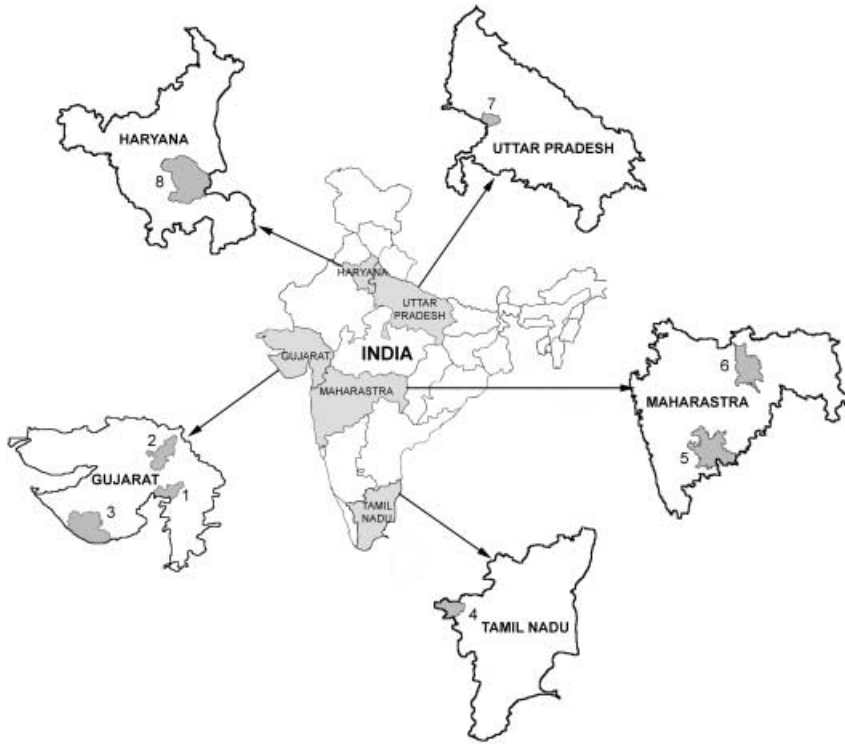 7
HARYANA
UTTAR PRADESH
8
HARYANA
UTTAR
PRADESH
INDIA
GUJARAT
MAHARASTRA
6
MAHARASTRA
5
2
GUJARAT
1
3
TAMIL
NADU
4
TAMIL NADU